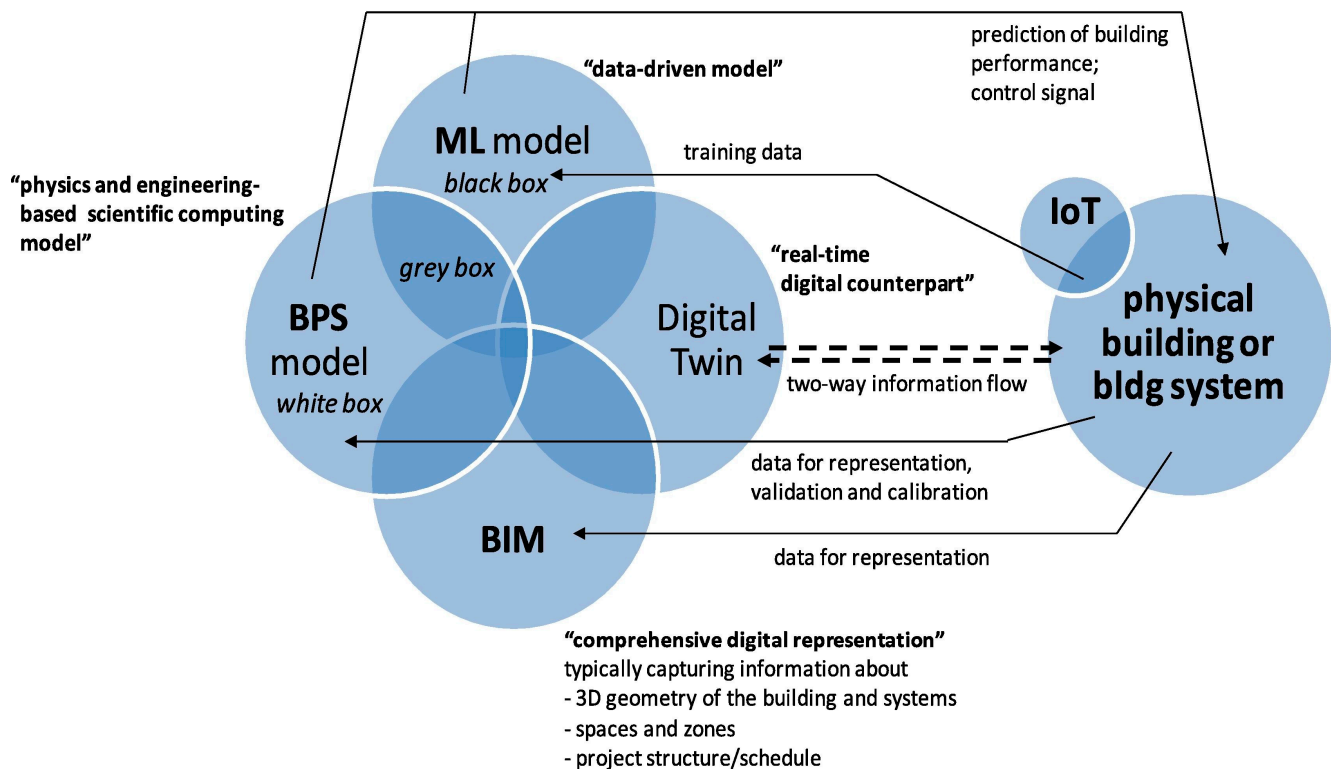 prediction of building
performance;
control signal
“data-driven model”
ML model
black box
training data
“physics and engineering-
based scientific computing
model”
IoT
grey box
“real-time
digital counterpart”
BPS
model
white box
Digital
Twin
physical
building or
bldg system
two-way information flow
data for representation,
validation and calibration
BIM
data for representation
“comprehensive digital representation”
typically capturing information about
- 3D geometry of the building and systems
- spaces and zones
- project structure/schedule